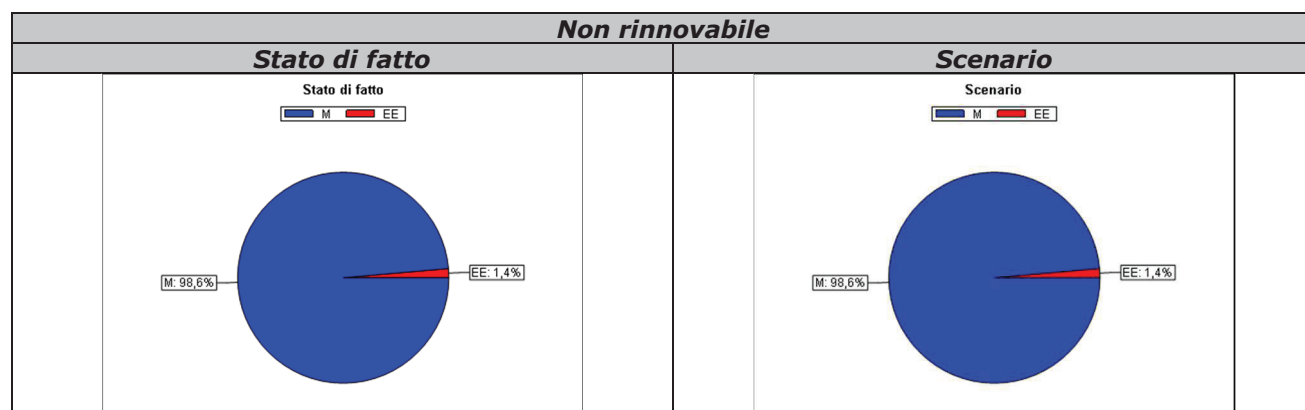 Non rinnovabile
Stato di fatto
Scenario
Stato di fatto
M EE
M: 98,6%
EE: 1,4%
Scenario
M EE
M: 98,6%
EE: 1,4%